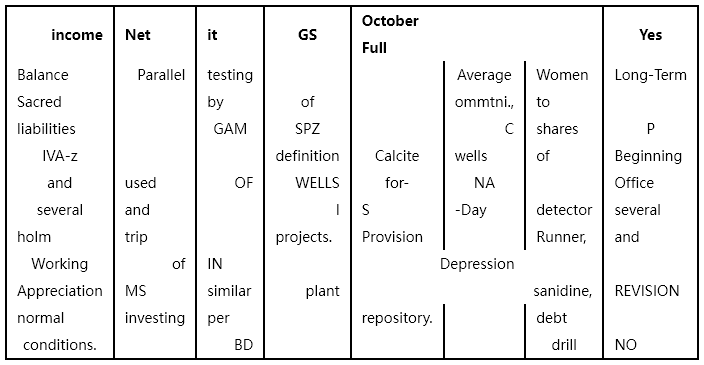 income Net it GS October Full Yes
Balance Parallel testing Average Women Long-Term
Sacred by of ommtni., to
liabilities GAM SPZ C shares P
IVA-z definition Calcite wells of Beginning
and used OF WELLS for- NA Office
several and I S -Day detector several
holm trip projects. Provision Runner, and
Working of IN Depression
Appreciation MS similar plant sanidine, REVISION
normal investing per repository. debt
conditions. BD drill NO